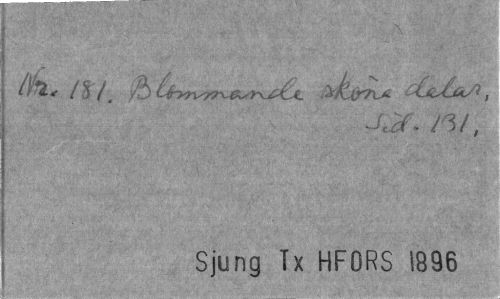 Nr. 181. Blommande sköna dalar,
Sid. 131.
Sjung Tx HFORS 1896